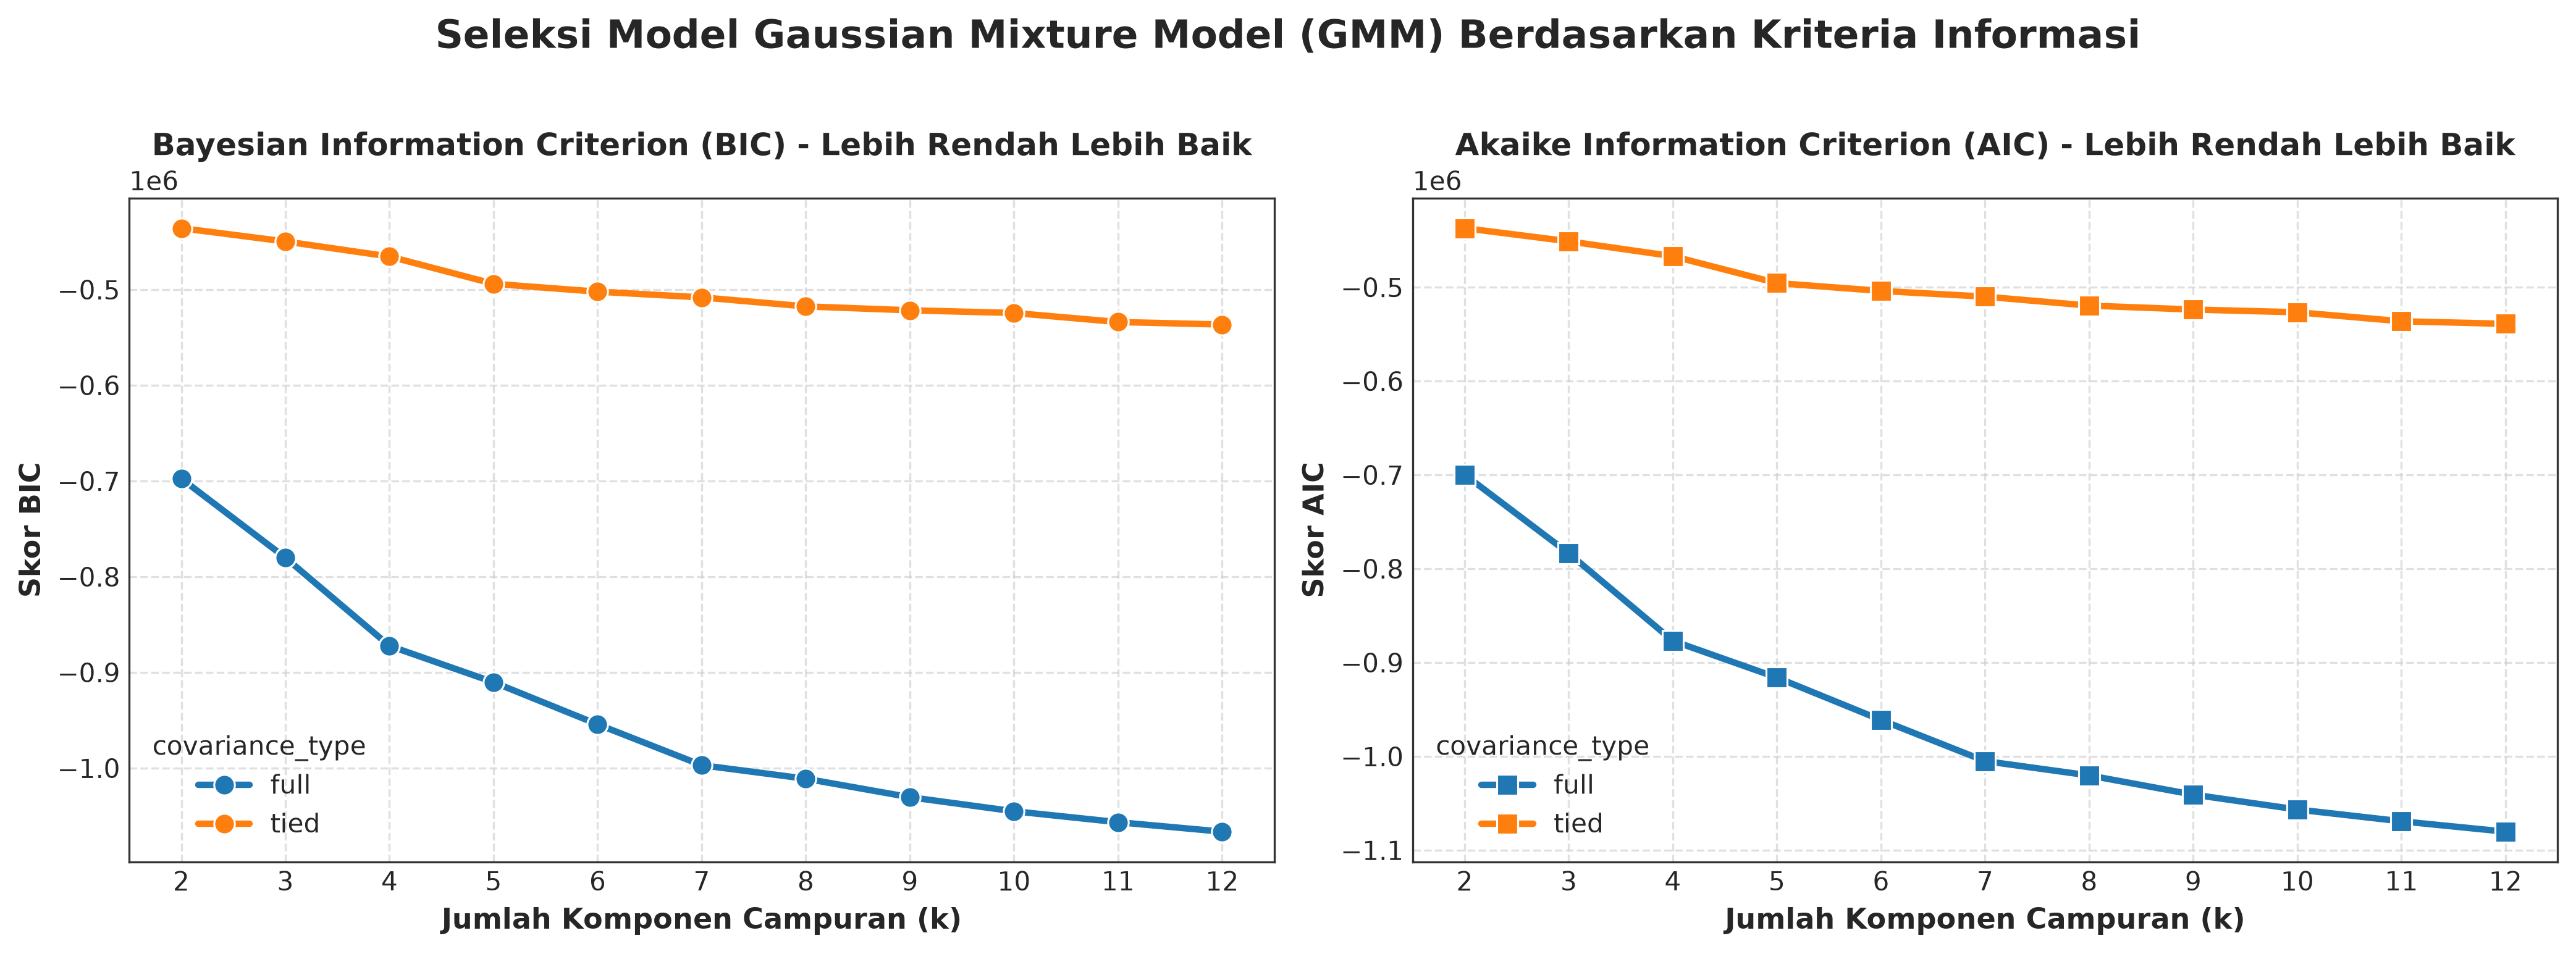 Seleksi Model Gaussian Mixture Model (GMM) Berdasarkan Kriteria Informasi
Bayesian Information Criterion (BIC) - Lebih Rendah Lebih Baik
1e6
−0.5
−0.6
−0.7
−0.8
−0.9
−1.0
Skor BIC
covariance_type
full
tied
2 3 4 5 6 7 8 9 10 11 12
Jumlah Komponen Campuran (k)
Akaike Information Criterion (AIC) - Lebih Rendah Lebih Baik
1e6
−0.5
−0.6
−0.7
−0.8
−0.9
−1.0
−1.1
Skor AIC
covariance_type
full
tied
2 3 4 5 6 7 8 9 10 11 12
Jumlah Komponen Campuran (k)